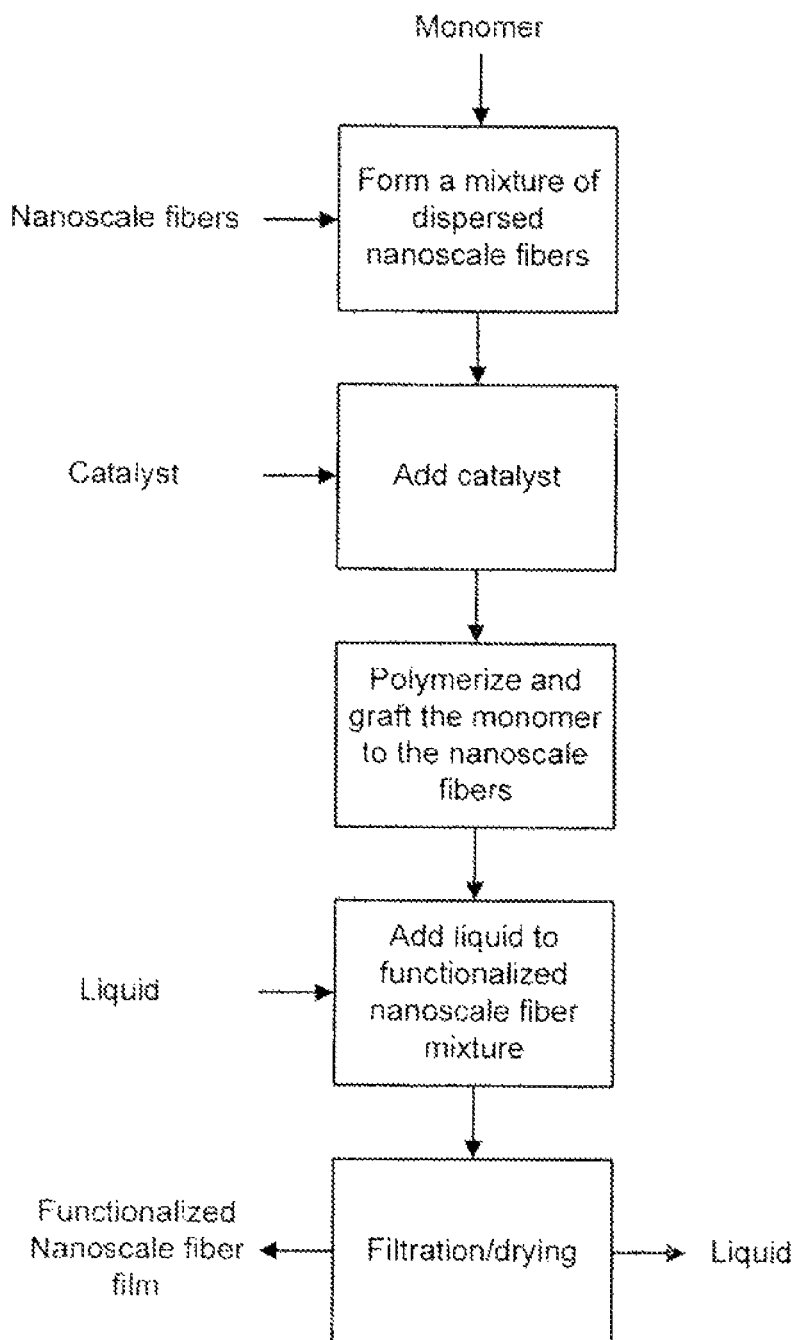 Monomer
Form a mixture of
dispersed
nanoscale fibers
Nanoscale fibers
Add catalyst
Catalyst
Polymerize and
graft the monomer
to the nanoscale
fibers
Add liquid to
functionalized
nanoscale fiber
mixture
Liquid
Functionalized
Nanoscale fiber
film
Filtration/drying
Liquid